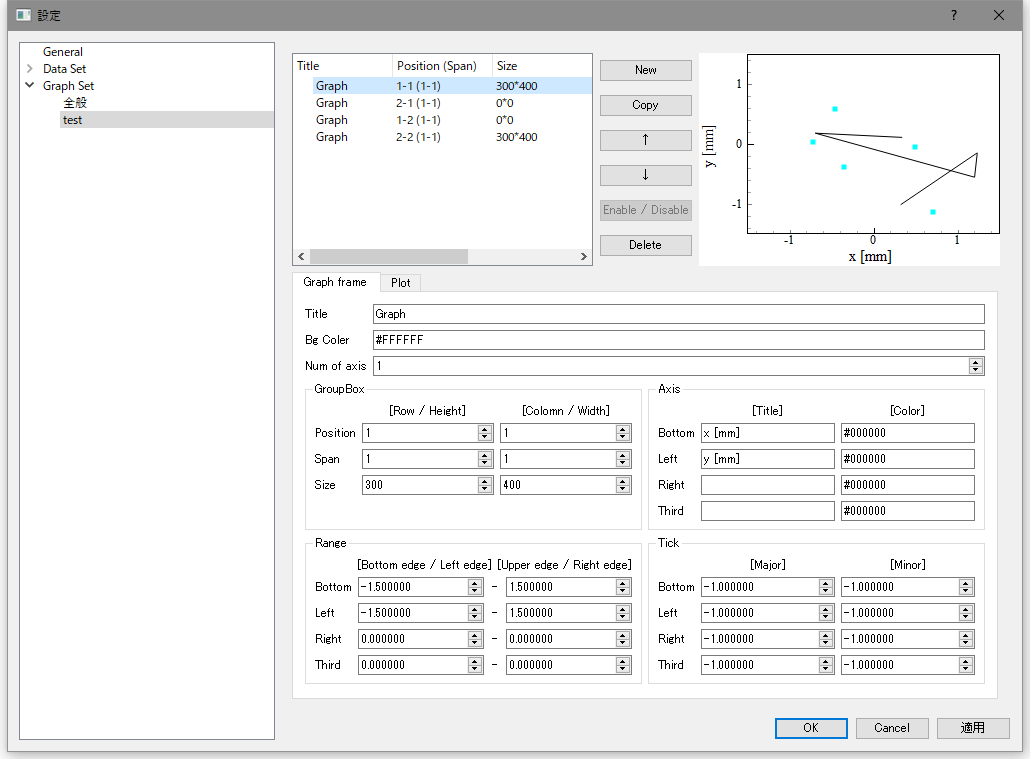 設定
General
Data Set
Graph Set
全般
test
Title Position (Span) Size
Graph 1-1 (1-1) 300*400
Graph 2-1 (1-1) 0*0
Graph 1-2 (1-1) 0*0
Graph 2-2 (1-1) 300*400
New
Copy
↑
↓
Enable / Disable
Delete
y [mm]
1
0
-1
-1 0 1
x [mm]
Graph frame Plot
Title Graph
Bg Coler #FFFFFF
Num of axis 1
GroupBox
[Row / Height] [Colomn / Width]
Position 1 1
Span 1 1
Size 300 400
Axis
[Title] [Color]
Bottom x [mm] #000000
Left y [mm] #000000
Right #000000
Third #000000
Range
[Bottom edge / Left edge] [Upper edge / Right edge]
Bottom -1.500000 - 1.500000
Left -1.500000 - 1.500000
Right 0.000000 - 0.000000
Third 0.000000 - 0.000000
Tick
[Major] [Minor]
Bottom -1.000000 -1.000000
Left -1.000000 -1.000000
Right -1.000000 -1.000000
Third -1.000000 -1.000000
OK Cancel 適用